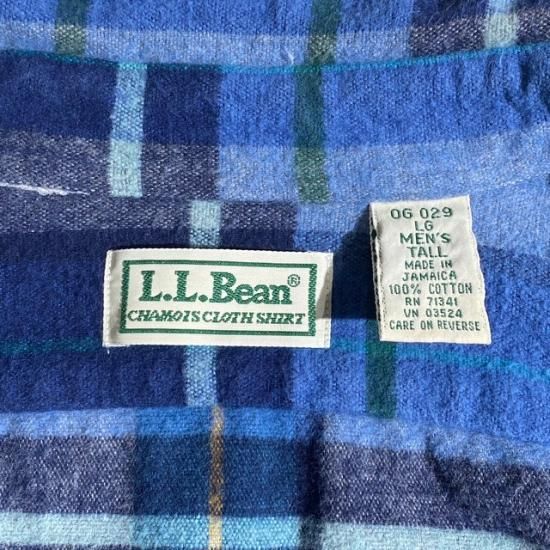 L.L.Bean®
CHAMOIS CLOTH SHIRT
OG 029
LG
MEN'S
TALL
MADE IN
JAMAICA
100% COTTON
RN 71341
VN 03524
CARE ON REVERSE